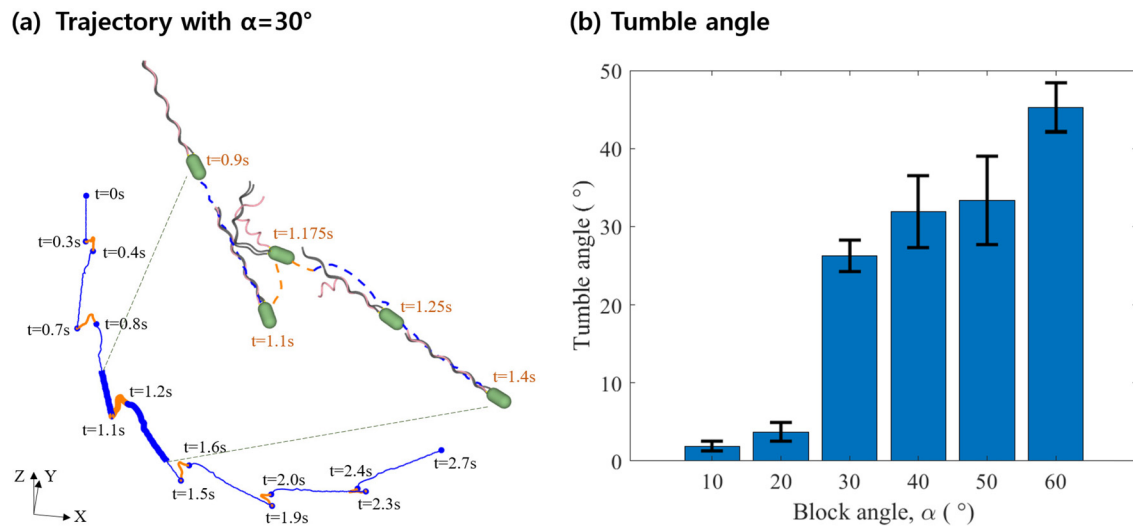 (a) Trajectory with α=30°
t=0.9s
t=0s
t=0.3s
t=0.4s
t=1.175s
t=0.7s
t=0.8s
t=1.25s
t=1.1s
t=1.4s
t=1.2s
t=1.1s
t=1.6s
t=1.5s
t=2.0s
t=1.9s
t=2.4s
t=2.3s
t=2.7s
Z
Y
X
(b) Tumble angle
Tumble angle ( ° )
50
40
30
20
10
0
10 20 30 40 50 60
Block angle, α ( ° )